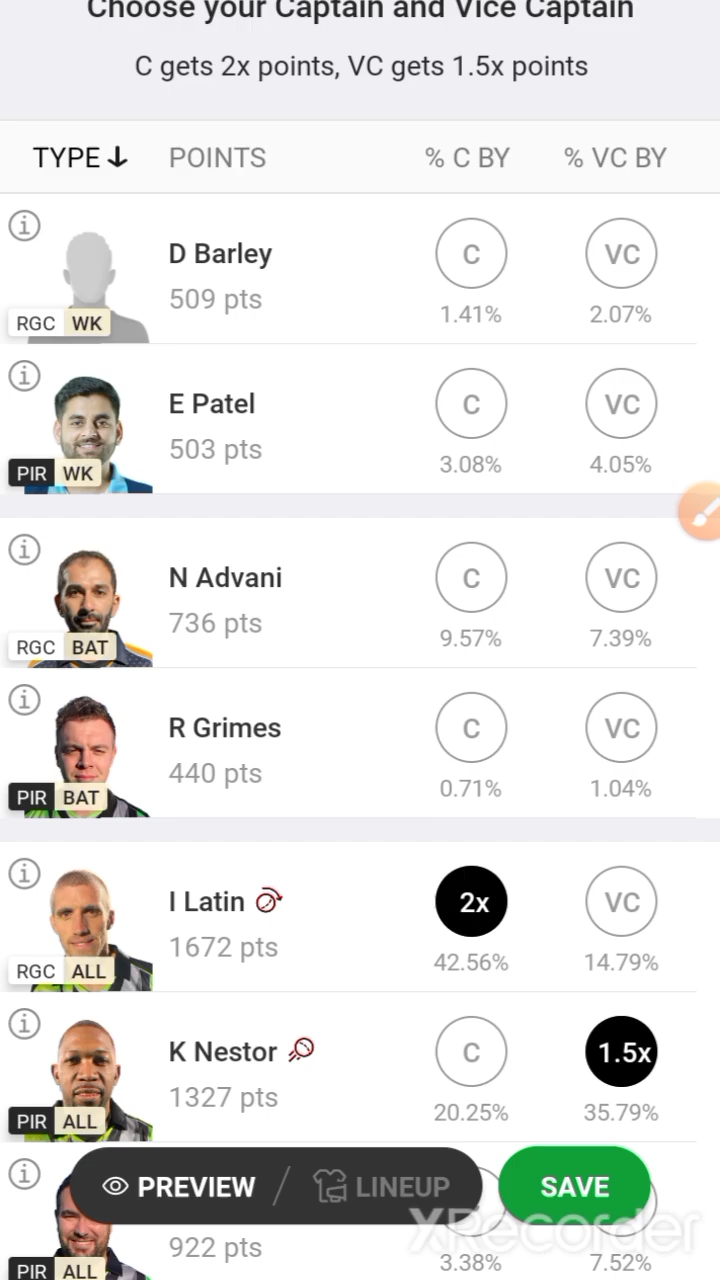 Choose your Captain and Vice Captain
C gets 2x points, VC gets 1.5x points
TYPE POINTS % C BY % VC BY
D Barley C VC
509 pts 1.41% 2.07%
RGC WK
E Patel C VC
503 pts 3.08% 4.05%
PIR WK
N Advani C VC
736 pts 9.57% 7.39%
RGC BAT
R Grimes C VC
440 pts 0.71% 1.04%
PIR BAT
I Latin 2x VC
1672 pts 42.56% 14.79%
RGC ALL
K Nestor C 1.5x
1327 pts 20.25% 35.79%
PIR ALL
PREVIEW / LINEUP SAVE
XRecorder
922 pts 3.38% 7.52%
PIR ALL